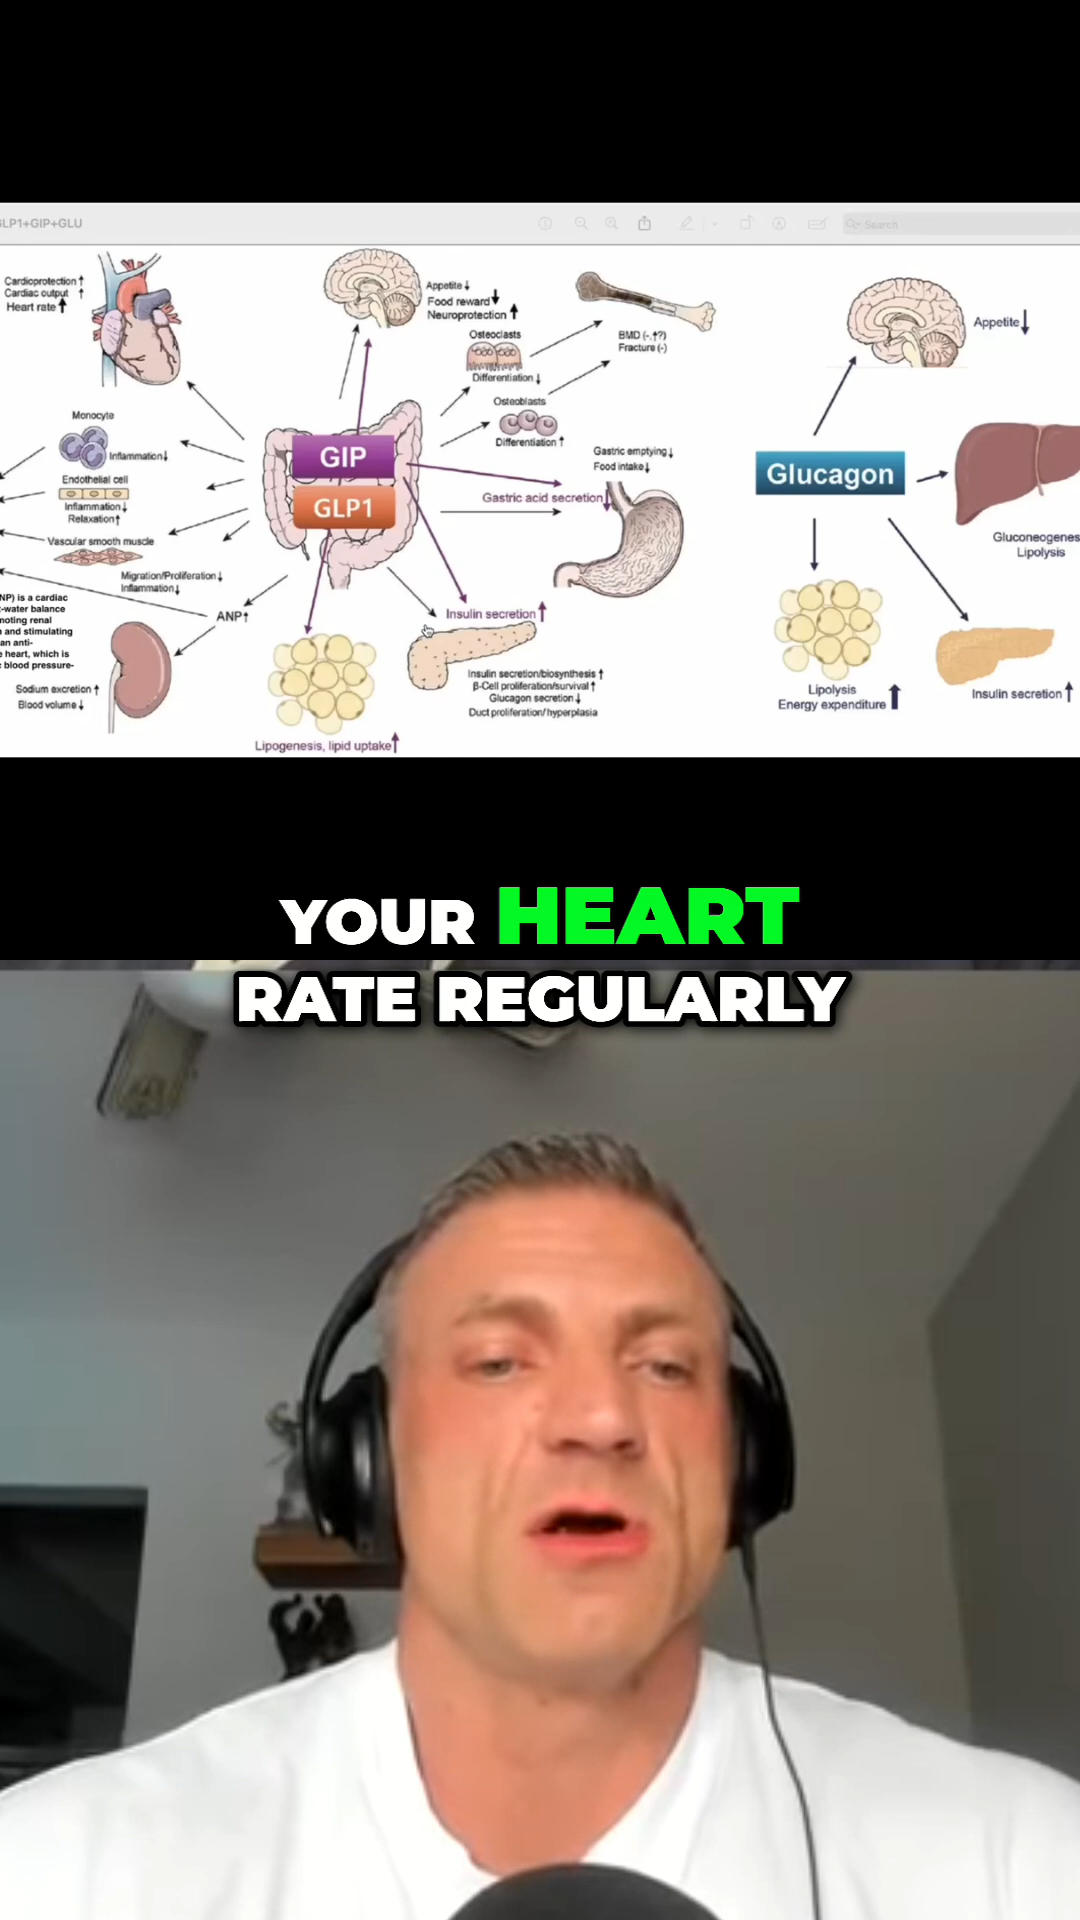 GLP1+GIP+GLU
Search
Cardioprotection↑
Cardiac output ↑
Heart rate↑
Appetite↓
Food reward↓
Neuroprotection↑
Osteoclasts
Differentiation↓
Osteoblasts
Differentiation↑
BMD (-,↑?)
Fracture (-)
Appetite↓
Monocyte
Inflammation↓
Endothelial cell
Inflammation↓
Relaxation↑
Vascular smooth muscle
Migration/Proliferation↓
Inflammation↓
GIP
GLP1
Gastric emptying↓
Food intake↓
Gastric acid secretion↓
Glucagon
Gluconeogenes
Lipolysis
NP) is a cardiac
-water balance
noting renal
n and stimulating
an anti-
e heart, which is
c blood pressure-
ANP↑
Sodium excretion↑
Blood volume↓
Insulin secretion↑
Insulin secretion/biosynthesis↑
β-Cell proliferation/survival↑
Glucagon secretion↓
Duct proliferation/hyperplasia
Lipogenesis, lipid uptake↑
Lipolysis
Energy expenditure↑
Insulin secretion↑
YOUR HEART
RATE REGULARLY